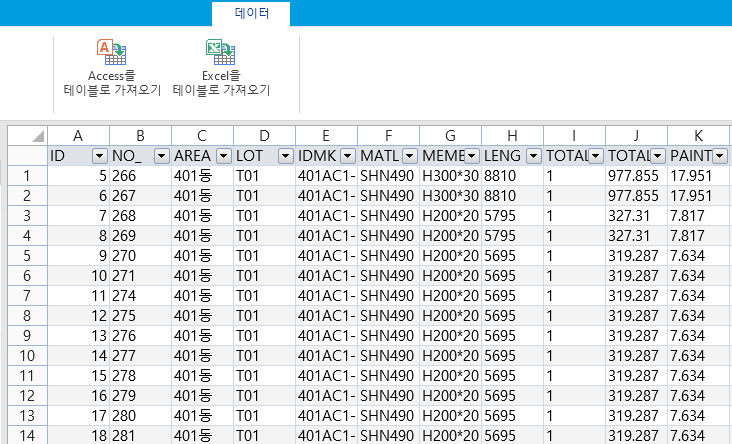 데이터
Access을
테이블로 가져오기
Excel을
테이블로 가져오기
A B C D E F G H I J K
ID NO_ AREA LOT IDMK MATL MEME LENG TOTAL TOTAL PAINT
1 5 266 401동 T01 401AC1- SHN490 H300*30 8810 1 977.855 17.951
2 6 267 401동 T01 401AC1- SHN490 H300*30 8810 1 977.855 17.951
3 7 268 401동 T01 401AC1- SHN490 H200*20 5795 1 327.31 7.817
4 8 269 401동 T01 401AC1- SHN490 H200*20 5795 1 327.31 7.817
5 9 270 401동 T01 401AC1- SHN490 H200*20 5695 1 319.287 7.634
6 10 271 401동 T01 401AC1- SHN490 H200*20 5695 1 319.287 7.634
7 11 274 401동 T01 401AC1- SHN490 H200*20 5695 1 319.287 7.634
8 12 275 401동 T01 401AC1- SHN490 H200*20 5695 1 319.287 7.634
9 13 276 401동 T01 401AC1- SHN490 H200*20 5695 1 319.287 7.634
10 14 277 401동 T01 401AC1- SHN490 H200*20 5695 1 319.287 7.634
11 15 278 401동 T01 401AC1- SHN490 H200*20 5695 1 319.287 7.634
12 16 279 401동 T01 401AC1- SHN490 H200*20 5695 1 319.287 7.634
13 17 280 401동 T01 401AC1- SHN490 H200*20 5695 1 319.287 7.634
14 18 281 401동 T01 401AC1- SHN490 H200*20 5695 1 319.287 7.634